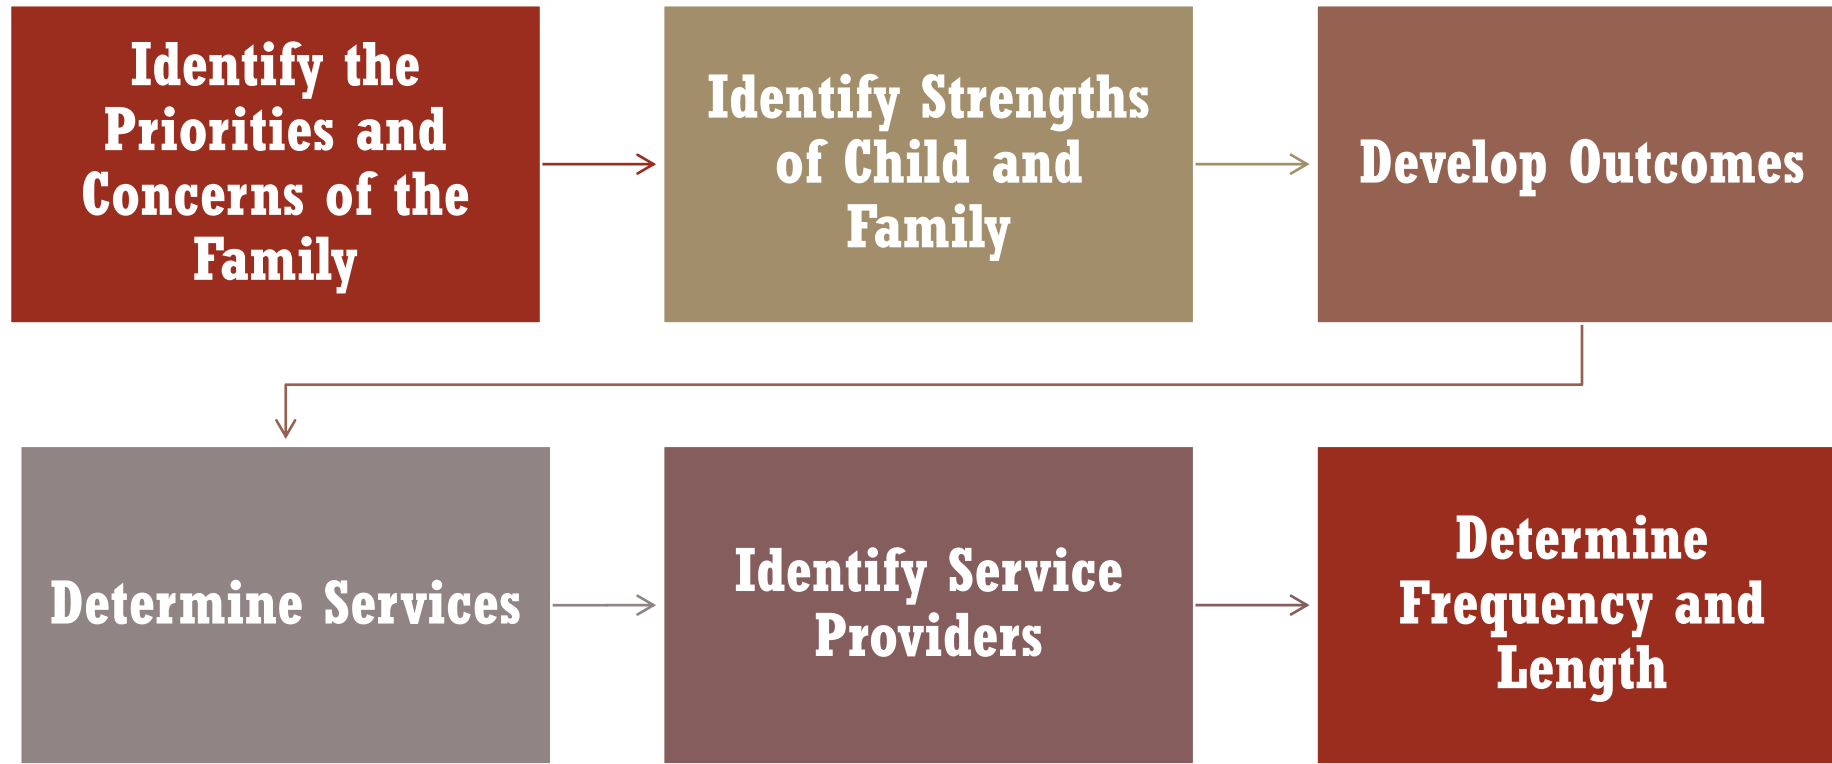 Identify the
Priorities and
Concerns of the
Family
Identify Strengths
of Child and
Family
Develop Outcomes
Determine Services
Identify Service
Providers
Determine
Frequency and
Length